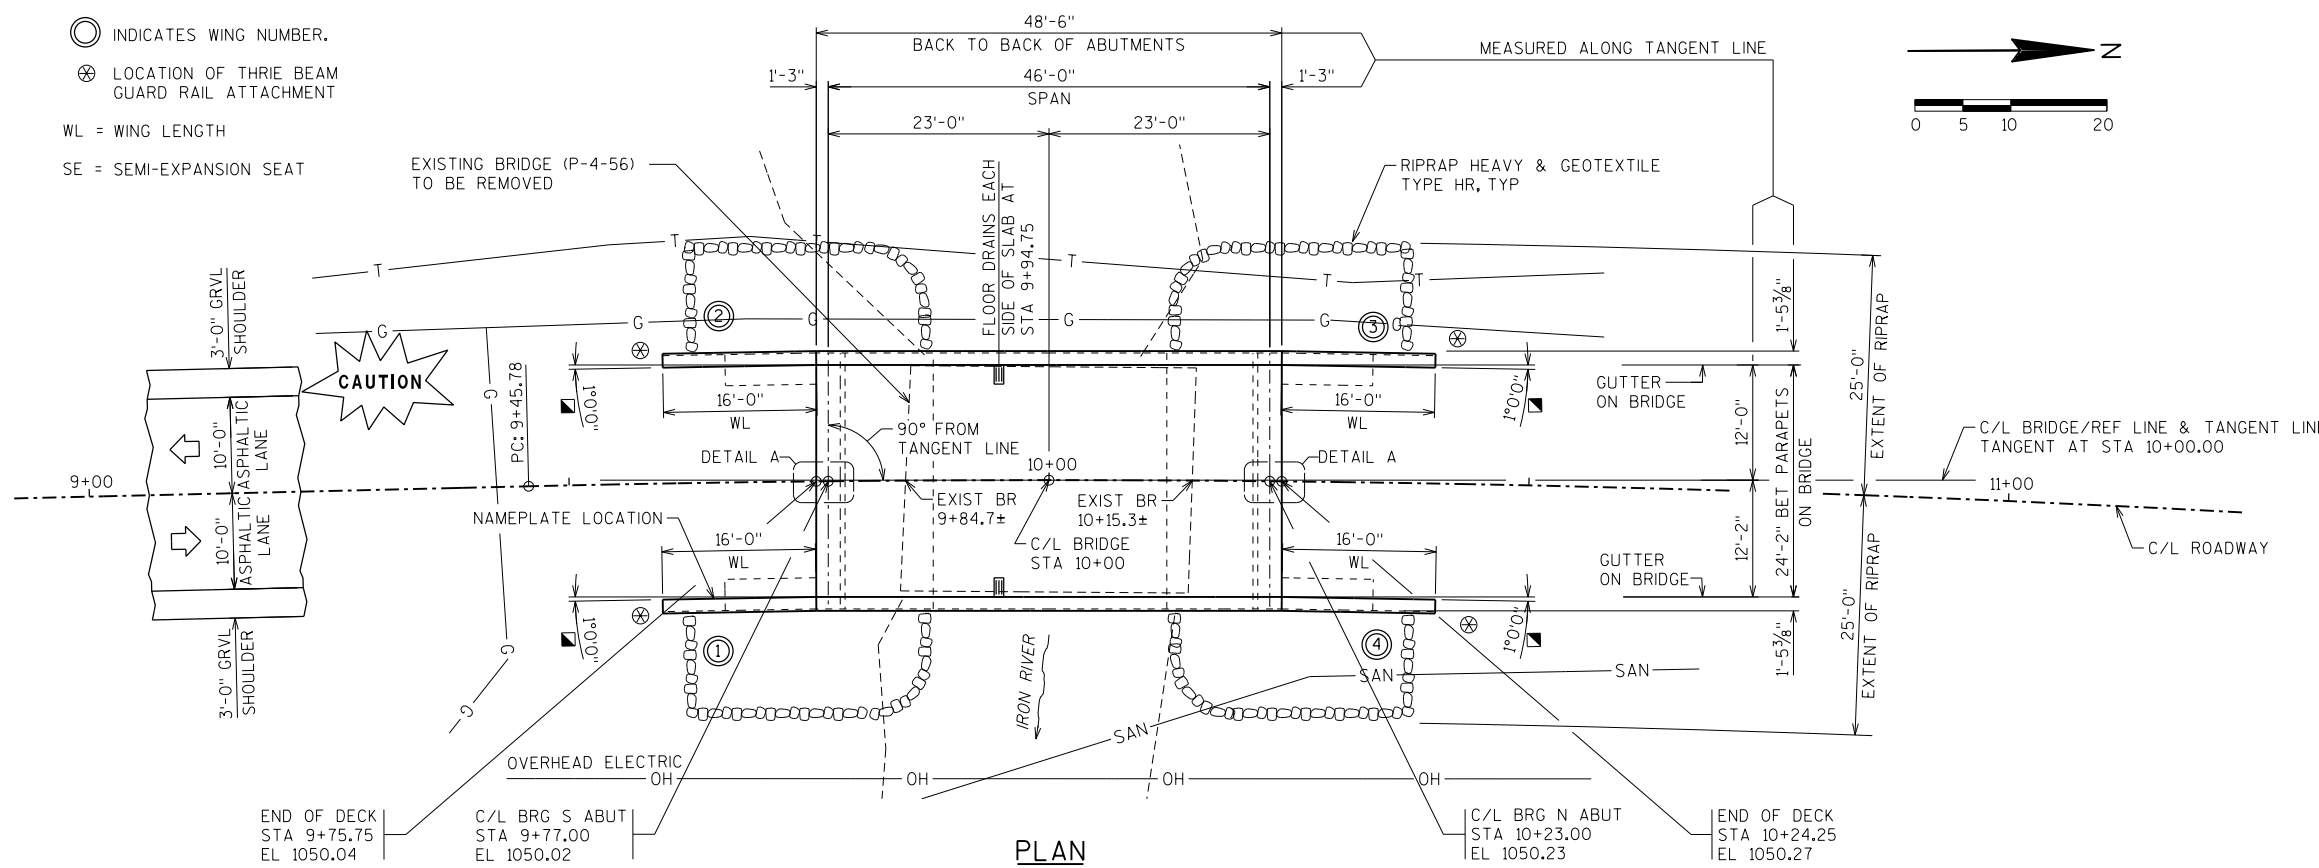 INDICATES WING NUMBER.
LOCATION OF THRIE BEAM
GUARD RAIL ATTACHMENT
WL = WING LENGTH
SE = SEMI-EXPANSION SEAT
48'-6"
BACK TO BACK OF ABUTMENTS
1'-3"
46'-0"
SPAN
1'-3"
23'-0"
23'-0"
MEASURED ALONG TANGENT LINE
N
0 5 10 20
EXISTING BRIDGE (P-4-56)
TO BE REMOVED
FLOOR DRAINS EACH
SIDE OF SLAB AT
STA 9+94.75
RIPRAP HEAVY & GEOTEXTILE
TYPE HR, TYP
T
T
T
T
T
T
G
G
G
G
G
G
G
G
G
2
3
3'-0" GRVL
SHOULDER
CAUTION
10'-0"
ASPHALTIC
LANE
10'-0"
ASPHALTIC
LANE
3'-0" GRVL
SHOULDER
9+00
PC: 9+45.78
1°0'0"
16'-0"
WL
90° FROM
TANGENT LINE
DETAIL A
10+00
DETAIL A
EXIST BR
9+84.7±
EXIST BR
10+15.3±
C/L BRIDGE
STA 10+00
16'-0"
WL
1°0'0"
GUTTER
ON BRIDGE
1'-5⅜"
12'-0"
24'-2" BET PARAPETS
ON BRIDGE
12'-2"
1'-5⅜"
25'-0"
EXTENT OF RIPRAP
25'-0"
EXTENT OF RIPRAP
C/L BRIDGE/REF LINE & TANGENT LINE
TANGENT AT STA 10+00.00
11+00
C/L ROADWAY
NAMEPLATE LOCATION
16'-0"
WL
16'-0"
WL
GUTTER
ON BRIDGE
1°0'0"
1°0'0"
1
4
IRON RIVER
SAN
SAN
SAN
OVERHEAD ELECTRIC
OH
OH
OH
OH
END OF DECK
STA 9+75.75
EL 1050.04
C/L BRG S ABUT
STA 9+77.00
EL 1050.02
C/L BRG N ABUT
STA 10+23.00
EL 1050.23
END OF DECK
STA 10+24.25
EL 1050.27
PLAN